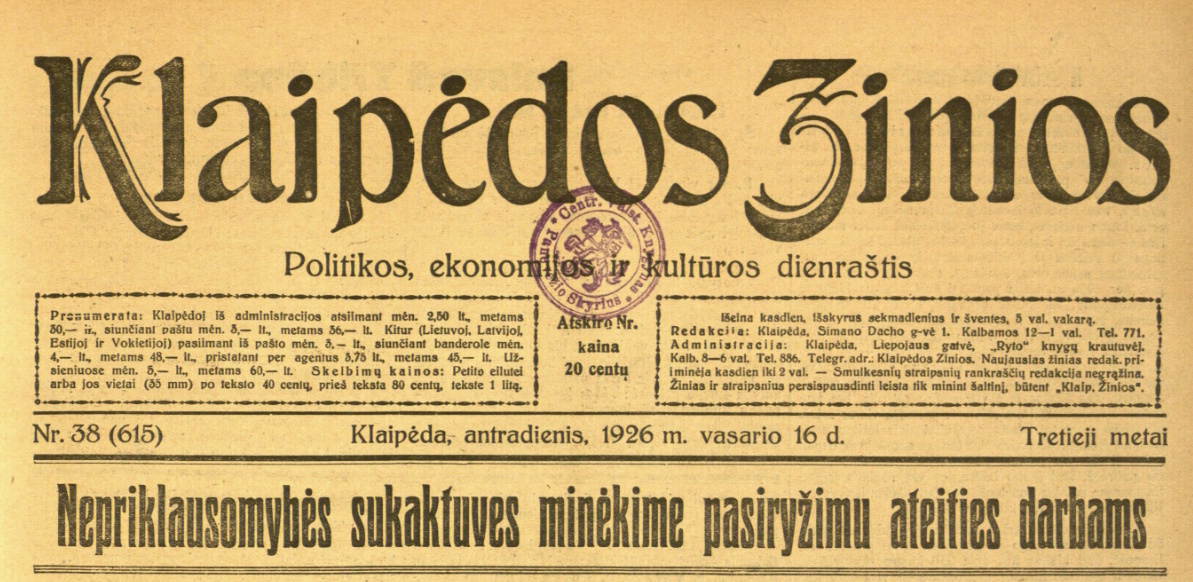 Klaipėdos Žinios
Politikos, ekonomijos ir kultūros dienraštis
Centr. Valst. Knygynas
Skyrius
Prenumerata: Klaipėdoj iš administracijos atsiimant mėn. 2,50 lt., metams
30,— lt., siunčiant paštu mėn. 3,— lt., metams 36,— lt. Kitur (Lietuvoj, Latvijoj,
Estijoj ir Vokietijoj) pasiimant iš pašto mėn. 3,— lt., siunčiant banderole mėn.
4,— lt., metams 48,— lt., pristatant per agentus 3,75 lt., metams 45,— lt. Už-
sieniuose mėn. 5,— lt., metams 60,— lt. Skelbimų kainos: Petito eilutei
arba jos vietai (35 mm) po teksto 40 centų, prieš tekstą 80 centų, tekste 1 litą.
Atskiro Nr.
kaina
20 centų
Išeina kasdien, išskyrus sekmadienius ir šventes, 5 val. vakarą.
Redakcija: Klaipėda, Simano Dacho g-vė 1. Kalbamos 12—1 val. Tel. 771.
Administracija: Klaipėda, Liepojaus gatvė, „Ryto“ knygų krautuvėj.
Kalb. 8—6 val. Tel. 886. Telegr. adr.: Klaipėdos Zinios. Naujausias žinias redak. pri-
iminėja kasdien iki 2 val. — Smulkesnių straipsnių rankraščių redakcija negrąžina.
Žinias ir straipsnius persispausdinti leista tik minint šaltinį, būtent „Klaip. Žinios“.
Nr. 38 (615)
Klaipėda, antradienis, 1926 m. vasario 16 d.
Tretieji metai
Nepriklausomybės sukaktuves minėkime pasiryžimu ateities darbams